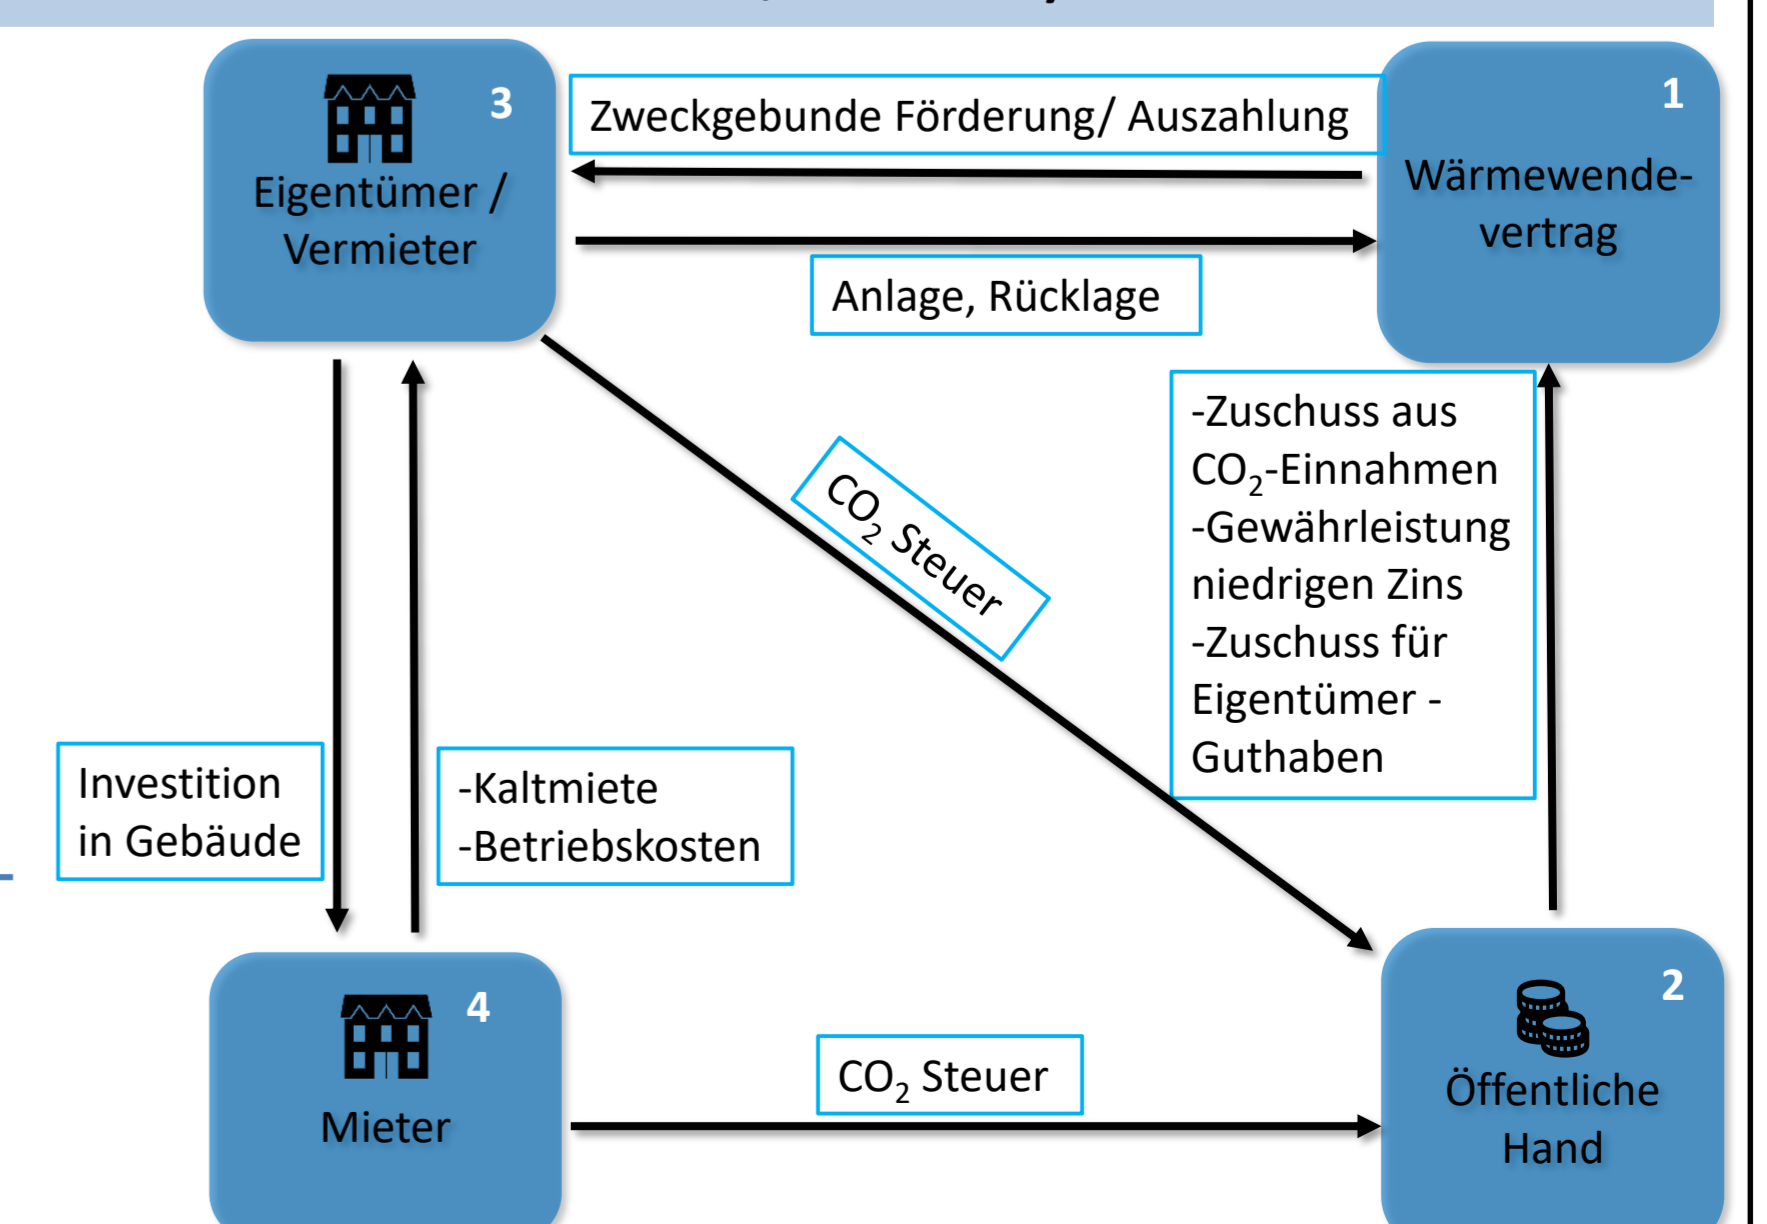 3
Eigentümer /
Vermieter
Zweckgebunde Förderung/ Auszahlung
Anlage, Rücklage
1
Wärmewende-
vertrag
CO₂ Steuer
-Zuschuss aus
CO₂-Einnahmen
-Gewährleistung
niedrigen Zins
-Zuschuss für
Eigentümer -
Guthaben
Investition
in Gebäude
-Kaltmiete
-Betriebskosten
4
Mieter
CO₂ Steuer
2
Öffentliche
Hand